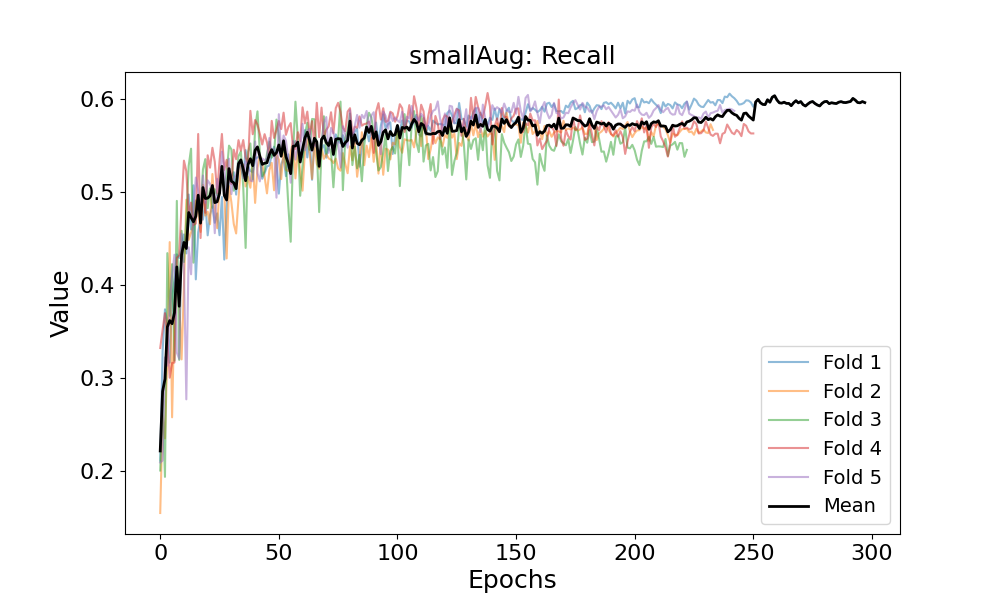 smallAug: Recall
Value
0.6
0.5
0.4
0.3
0.2
0
50
100
150
200
250
300
Epochs
Fold 1
Fold 2
Fold 3
Fold 4
Fold 5
Mean